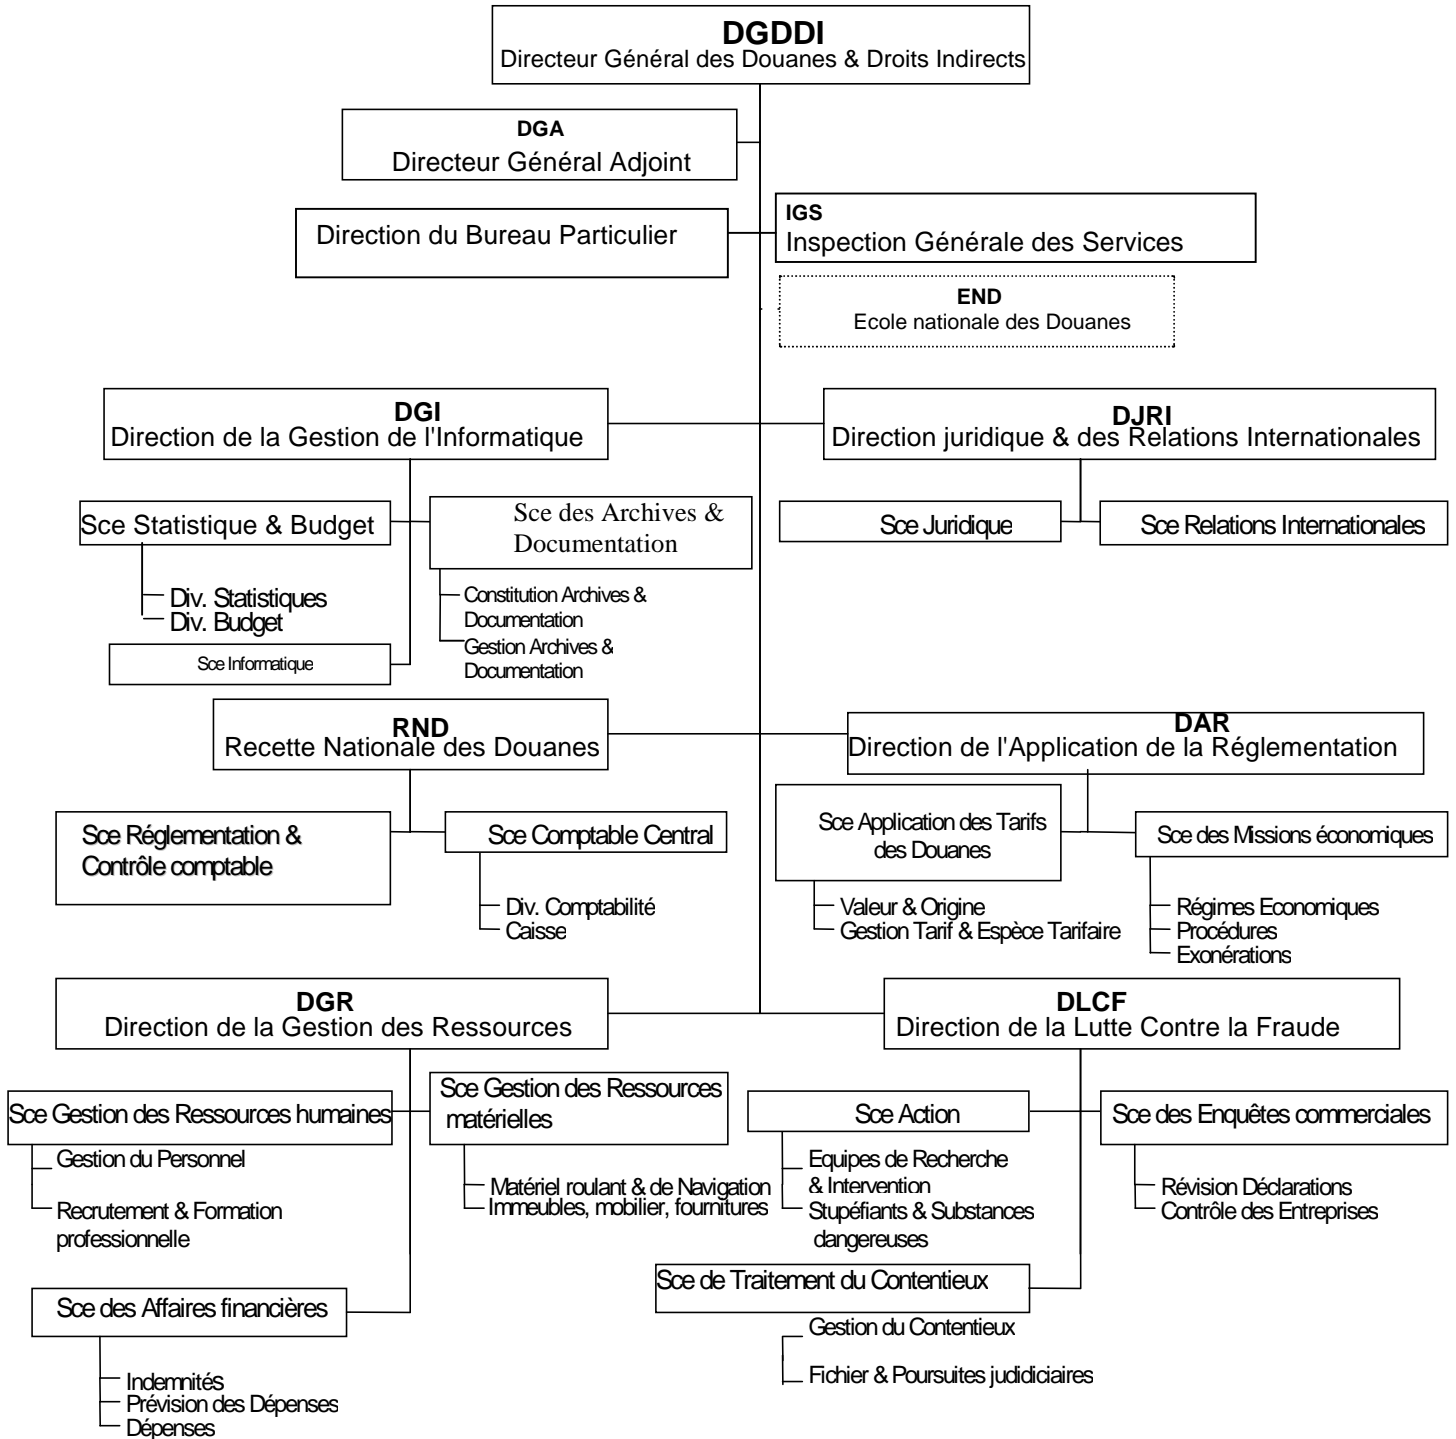 DGDDI
Directeur Général des Douanes & Droits Indirects
DGA
Directeur Général Adjoint
Direction du Bureau Particulier
IGS
Inspection Générale des Services
END
Ecole nationale des Douanes
DGI
Direction de la Gestion de l'Informatique
DJRI
Direction juridique & des Relations Internationales
Sce Statistique & Budget
Div. Statistiques
Div. Budget
Sce des Archives &
Documentation
Constitution Archives &
Documentation
Gestion Archives &
Documentation
Sce Informatique
Sce Juridique
Sce Relations Internationales
RND
Recette Nationale des Douanes
DAR
Direction de l'Application de la Réglementation
Sce Réglementation &
Contrôle comptable
Sce Comptable Central
Div. Comptabilité
Caisse
Sce Application des Tarifs
des Douanes
Valeur & Origine
Gestion Tarif & Espèce Tarifaire
Sce des Missions économiques
Régimes Economiques
Procédures
Exonérations
DGR
Direction de la Gestion des Ressources
DLCF
Direction de la Lutte Contre la Fraude
Sce Gestion des Ressources humaines
Gestion du Personnel
Recrutement & Formation
professionnelle
Sce Gestion des Ressources
matérielles
Matériel roulant & de Navigation
Immeubles, mobilier, fournitures
Sce des Affaires financières
Indemnités
Prévision des Dépenses
Dépenses
Sce Action
Equipes de Recherche
& Intervention
Stupéfiants & Substances
dangereuses
Sce des Enquêtes commerciales
Révision Déclarations
Contrôle des Entreprises
Sce de Traitement du Contentieux
Gestion du Contentieux
Fichier & Poursuites judidiciaires